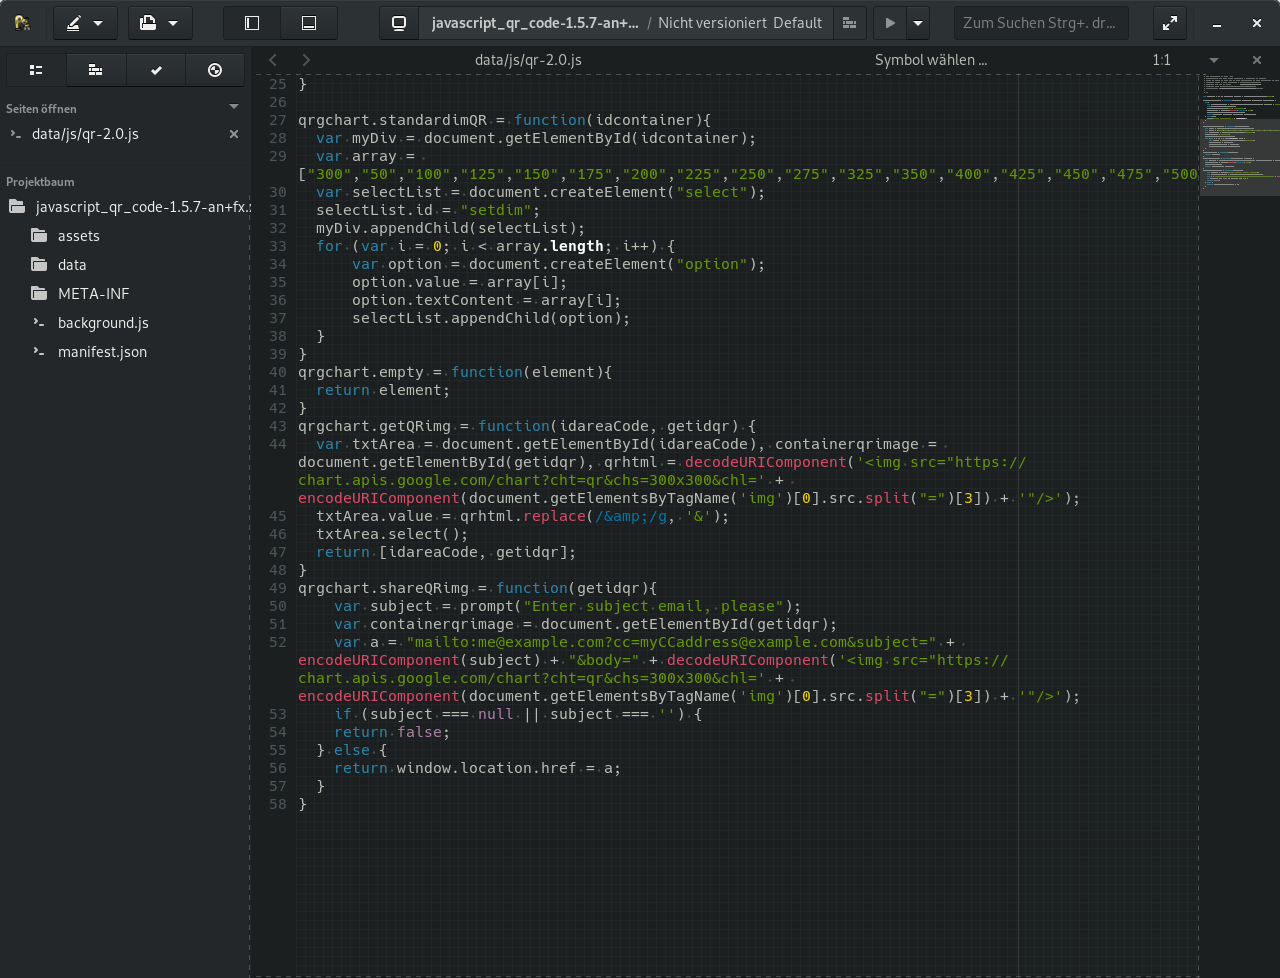 javascript_qr_code-1.5.7-an+... / Nicht versioniert Default
Zum Suchen Strg+. dr...
data/js/qr-2.0.js
Symbol wählen ...
1:1
Seiten öffnen
data/js/qr-2.0.js
Projektbaum
javascript_qr_code-1.5.7-an+fx.
assets
data
META-INF
background.js
manifest.json
25 }
26
27 qrgchart.standardimQR = function(idcontainer){
28   var myDiv = document.getElementById(idcontainer);
29   var array =
["300","50","100","125","150","175","200","225","250","275","325","350","400","425","450","475","500
30   var selectList = document.createElement("select");
31   selectList.id = "setdim";
32   myDiv.appendChild(selectList);
33   for (var i = 0; i < array.length; i++) {
34       var option = document.createElement("option");
35       option.value = array[i];
36       option.textContent = array[i];
37       selectList.appendChild(option);
38   }
39 }
40 qrgchart.empty = function(element){
41   return element;
42 }
43 qrgchart.getQRimg = function(idareaCode, getidqr) {
44   var txtArea = document.getElementById(idareaCode), containerqrimage =
document.getElementById(getidqr), qrhtml = decodeURIComponent('<img src="https://
chart.apis.google.com/chart?cht=qr&chs=300x300&chl=' +
encodeURIComponent(document.getElementsByTagName('img')[0].src.split("=")[3]) + '"/>');
45   txtArea.value = qrhtml.replace(/&amp;/g, '&');
46   txtArea.select();
47   return [idareaCode, getidqr];
48 }
49 qrgchart.shareQRimg = function(getidqr){
50     var subject = prompt("Enter subject email, please");
51     var containerqrimage = document.getElementById(getidqr);
52     var a = "mailto:me@example.com?cc=myCCaddress@example.com&subject=" +
encodeURIComponent(subject) + "&body=" + decodeURIComponent('<img src="https://
chart.apis.google.com/chart?cht=qr&chs=300x300&chl=' +
encodeURIComponent(document.getElementsByTagName('img')[0].src.split("=")[3]) + '"/>');
53     if (subject === null || subject === '') {
54     return false;
55   } else {
56     return window.location.href = a;
57   }
58 }